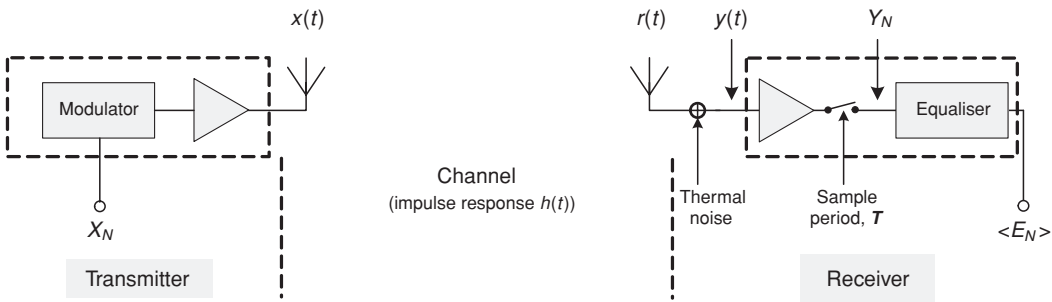 x(t)
r(t)
y(t)
Y_N
Modulator
Equaliser
Channel
(impulse response h(t))
Thermal
noise
Sample
period, T
X_N
<E_N>
Transmitter
Receiver